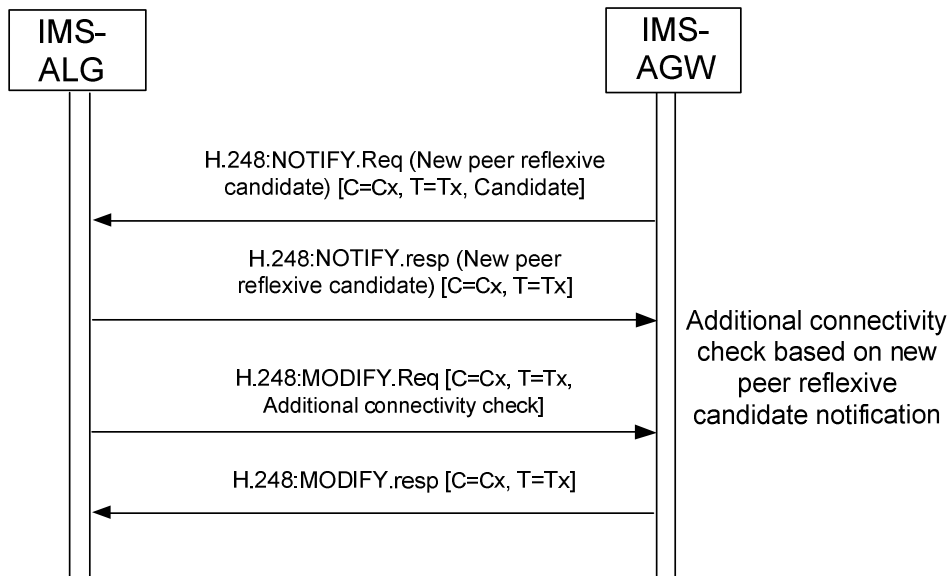 IMS-
ALG
IMS-
AGW
H.248:NOTIFY.Req (New peer reflexive
candidate) [C=Cx, T=Tx, Candidate]
H.248:NOTIFY.resp (New peer
reflexive candidate) [C=Cx, T=Tx]
H.248:MODIFY.Req [C=Cx, T=Tx,
Additional connectivity check]
H.248:MODIFY.resp [C=Cx, T=Tx]
Additional connectivity
check based on new
peer reflexive
candidate notification